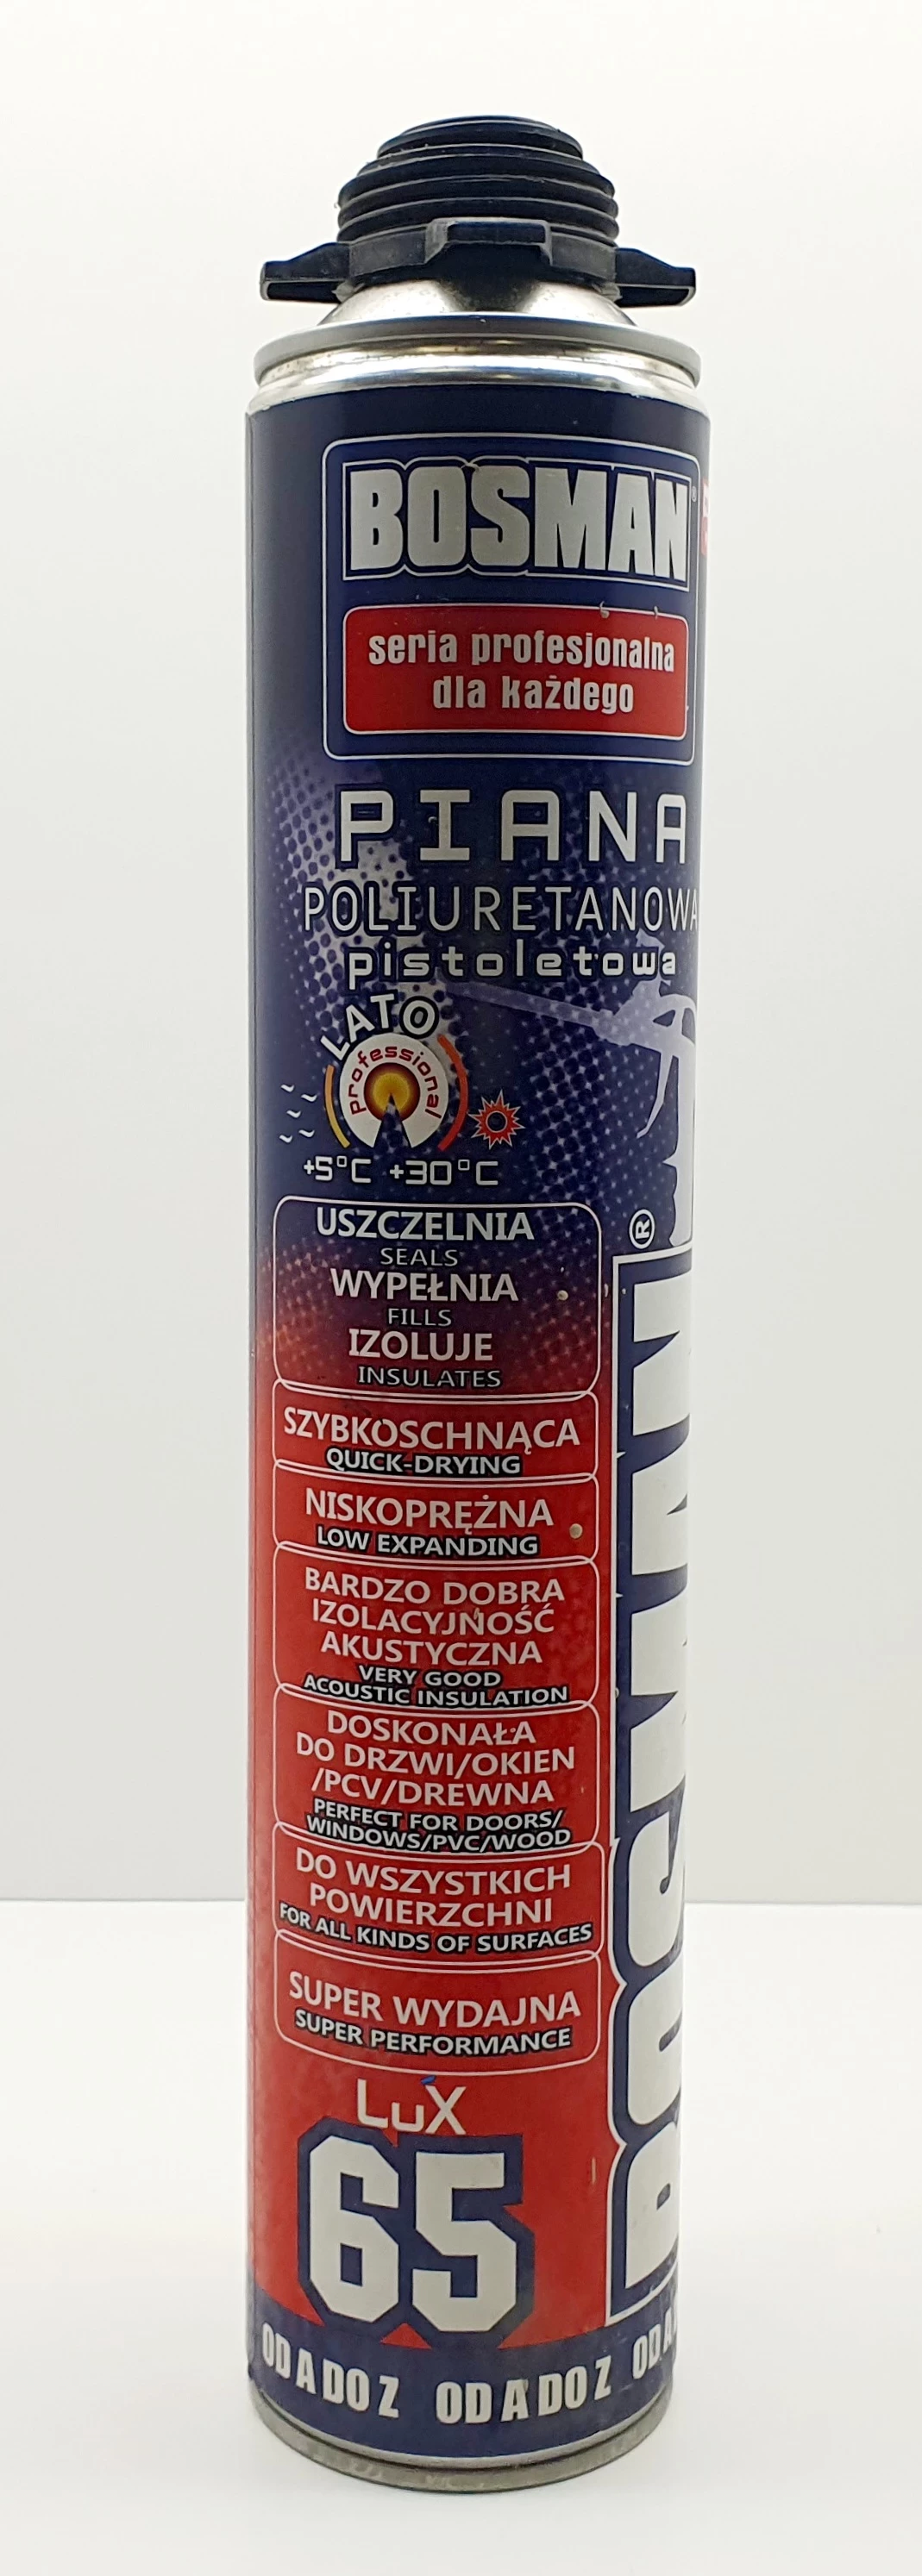 BOSMAN®
seria profesjonalna
dla każdego
PIANA
POLIURETANOWA
pistoletowa
LATO
Professional
+5°C +30°C
USZCZELNIA
SEALS
WYPEŁNIA
FILLS
IZOLUJE
INSULATES
SZYBKOSCHNĄCA
QUICK-DRYING
NISKOPRĘŻNA
LOW EXPANDING
BARDZO DOBRA
IZOLACYJNOŚĆ
AKUSTYCZNA
VERY GOOD
ACOUSTIC INSULATION
DOSKONAŁA
DO DRZWI/OKIEN
/PCV/DREWNA
PERFECT FOR DOORS/
WINDOWS/PVC/WOOD
DO WSZYSTKICH
POWIERZCHNI
FOR ALL KINDS OF SURFACES
SUPER WYDAJNA
SUPER PERFORMANCE
LuX
65
BOSMAN®
OD A DO Z OD A DO Z OD A